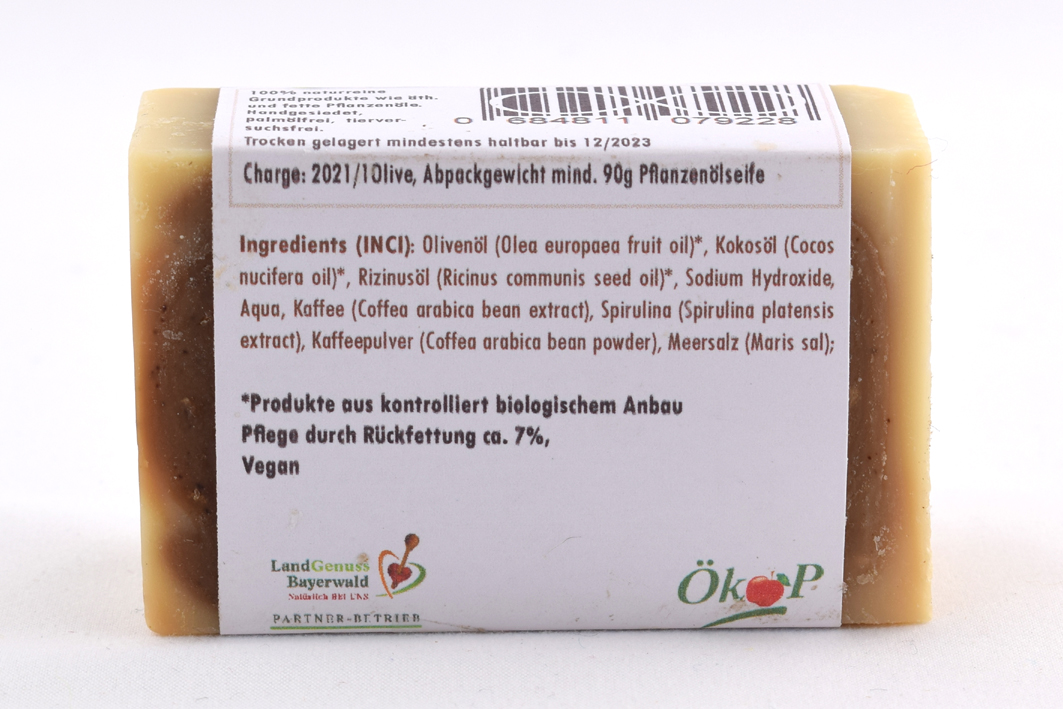 100% naturreine
Grundprodukte wie äth.
und fette Pflanzenöle.
Handgesiedet,
palmölfrei, tierver-
suchsfrei.
0 684811 079228
Trocken gelagert mindestens haltbar bis 12/2023
Charge: 2021/1Olive, Abpackgewicht mind. 90g Pflanzenölseife
Ingredients (INCI): Olivenöl (Olea europaea fruit oil)*, Kokosöl (Cocos
nucifera oil)*, Rizinusöl (Ricinus communis seed oil)*, Sodium Hydroxide,
Aqua, Kaffee (Coffea arabica bean extract), Spirulina (Spirulina platensis
extract), Kaffeepulver (Coffea arabica bean powder), Meersalz (Maris sal);
*Produkte aus kontrolliert biologischem Anbau
Pflege durch Rückfettung ca. 7%,
Vegan
LandGenuss
Bayerwald
Natürlich BEI UNS
PARTNER-BETRIEB
ÖkoP